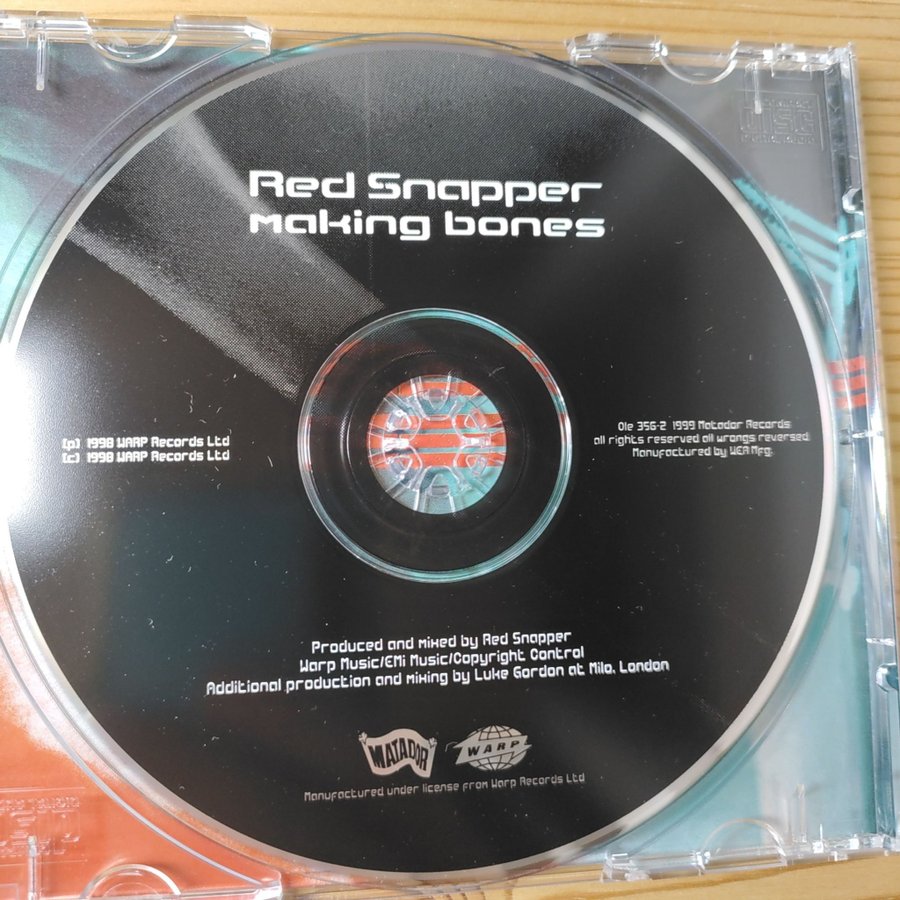 Red Snapper
making bones
(p) 1998 WARP Records Ltd
(c) 1998 WARP Records Ltd
Ole 356-2 1999 Matador Records
all rights reserved all wrongs reversed
Manufactured by WEA Mfg.
Produced and mixed by Red Snapper
Warp Music/EMi Music/Copyright Control
Additional production and mixing by Luke Gordon at Milo, London
MATADOR
WARP
Manufactured under license from Warp Records Ltd
COMPACT
DISC